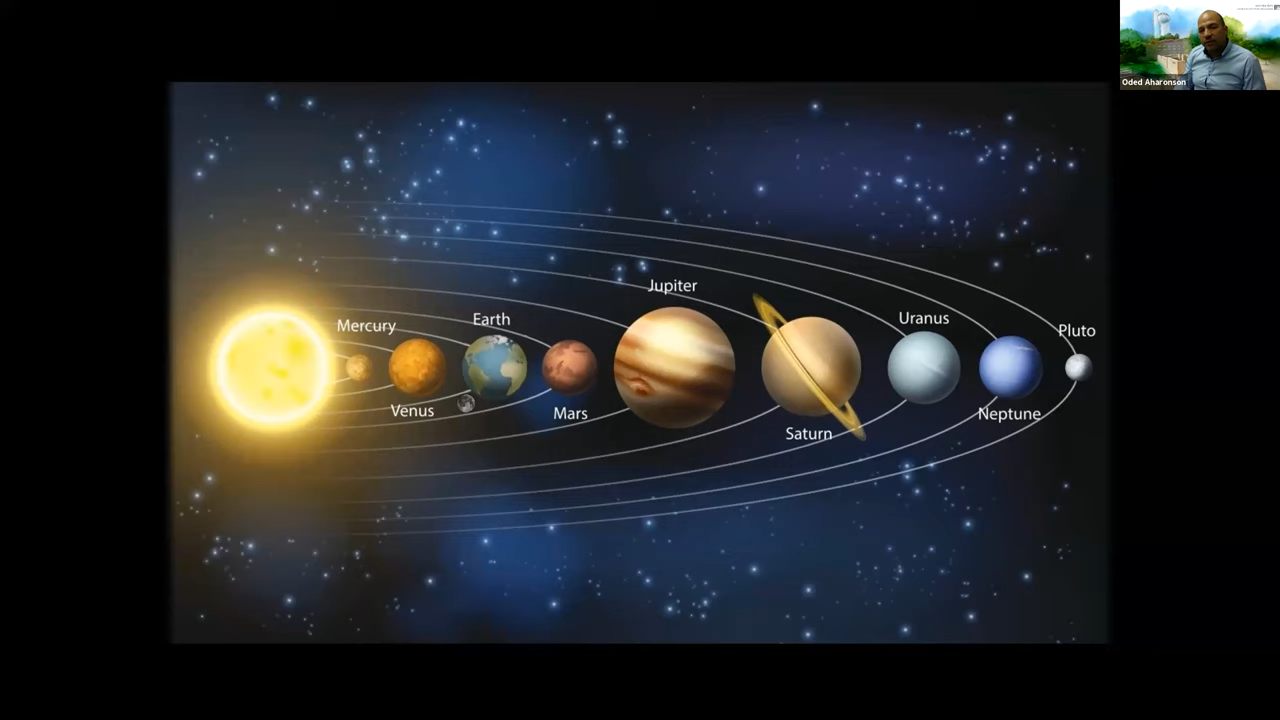 Mercury
Venus
Earth
Mars
Jupiter
Saturn
Uranus
Neptune
Pluto
Oded Aharonson